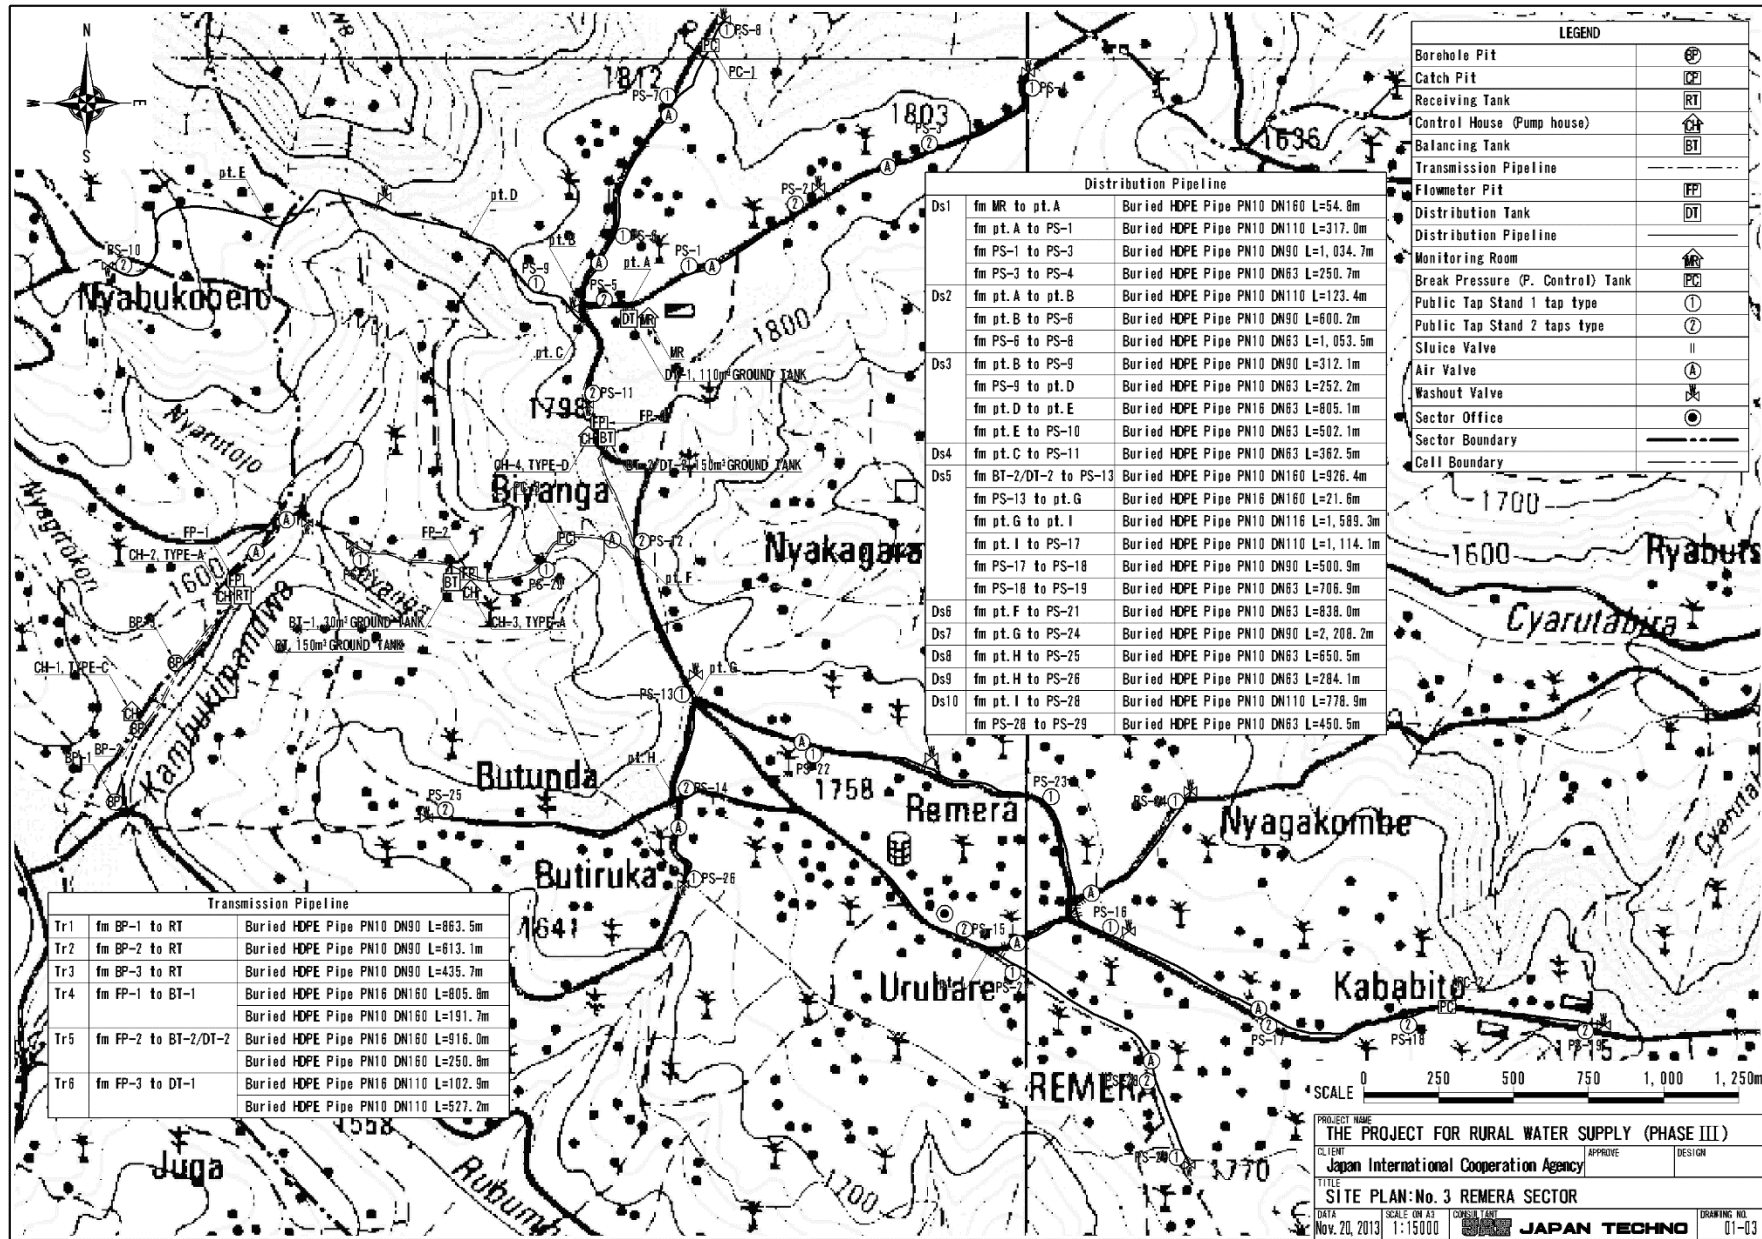 N
W
E
S
LEGEND
Borehole Pit BP
Catch Pit CP
Receiving Tank RT
Control House (Pump house) CH
Balancing Tank BT
Transmission Pipeline
Flowmeter Pit FP
Distribution Tank DT
Distribution Pipeline
Monitoring Room MR
Break Pressure (P. Control) Tank PC
Public Tap Stand 1 tap type 1
Public Tap Stand 2 taps type 2
Sluice Valve
Air Valve A
Washout Valve
Sector Office
Sector Boundary
Cell Boundary
Distribution Pipeline
Ds1 fm MR to pt.A Buried HDPE Pipe PN10 DN160 L=54.8m
fm pt.A to PS-1 Buried HDPE Pipe PN10 DN110 L=317.0m
fm PS-1 to PS-3 Buried HDPE Pipe PN10 DN90 L=1,034.7m
fm PS-3 to PS-4 Buried HDPE Pipe PN10 DN63 L=250.7m
Ds2 fm pt.A to pt.B Buried HDPE Pipe PN10 DN110 L=123.4m
fm pt.B to PS-6 Buried HDPE Pipe PN10 DN90 L=600.2m
fm PS-6 to PS-8 Buried HDPE Pipe PN10 DN63 L=1,053.5m
Ds3 fm pt.B to PS-9 Buried HDPE Pipe PN10 DN90 L=312.1m
fm PS-9 to pt.D Buried HDPE Pipe PN10 DN63 L=252.2m
fm pt.D to pt.E Buried HDPE Pipe PN16 DN63 L=805.1m
fm pt.E to PS-10 Buried HDPE Pipe PN10 DN63 L=502.1m
Ds4 fm pt.C to PS-11 Buried HDPE Pipe PN10 DN63 L=362.5m
Ds5 fm BT-2/DT-2 to PS-13 Buried HDPE Pipe PN10 DN160 L=926.4m
fm PS-13 to pt.G Buried HDPE Pipe PN16 DN160 L=21.6m
fm pt.G to pt.I Buried HDPE Pipe PN10 DN116 L=1,589.3m
fm pt.I to PS-17 Buried HDPE Pipe PN10 DN110 L=1,114.1m
fm PS-17 to PS-18 Buried HDPE Pipe PN10 DN90 L=500.9m
fm PS-18 to PS-19 Buried HDPE Pipe PN10 DN63 L=706.9m
Ds6 fm pt.F to PS-21 Buried HDPE Pipe PN10 DN63 L=838.0m
Ds7 fm pt.G to PS-24 Buried HDPE Pipe PN10 DN90 L=2,208.2m
Ds8 fm pt.H to PS-25 Buried HDPE Pipe PN10 DN63 L=650.5m
Ds9 fm pt.H to PS-26 Buried HDPE Pipe PN10 DN63 L=284.1m
Ds10 fm pt.I to PS-28 Buried HDPE Pipe PN10 DN110 L=778.9m
fm PS-28 to PS-29 Buried HDPE Pipe PN10 DN63 L=450.5m
PS-8
PC-1
1812
PS-7
1803
PS-3
1636
PS-2
pt.E
pt.D
pt.B
PS-10
PS-9
pt.A
PS-1
PS-5
Nyabukobero
1800
pt.C
MR
DT-1, 110m³ GROUND TANK
PS-11
1798
CH-4, TYPE-D
BT-2/DT-2, 150m³ GROUND TANK
Biyanga
Nyarutojo
FP-1
CH-2, TYPE-A
FP-2
PS-12
Nyakagara
pt.F
1700
1600
Ryabuts
Cyarutabira
1600
BT-1, 30m³ GROUND TANK
CH-3, TYPE-A
RT, 150m³ GROUND TANK
CH-1, TYPE-C
BP-2
BP-1
Kambukimandwa
PS-13
pt.G
PS-22
1758
pt.H
Butunda
PS-25
PS-14
Remera
PS-23
PS-24
Nyagakombe
Butiruka
PS-26
1641
PS-16
PS-15
Urubare
Kababito
PS-17
PS-18
1715
REMERA
1770
1700
1558
Juga
Transmission Pipeline
Tr1 fm BP-1 to RT Buried HDPE Pipe PN10 DN90 L=863.5m
Tr2 fm BP-2 to RT Buried HDPE Pipe PN10 DN90 L=613.1m
Tr3 fm BP-3 to RT Buried HDPE Pipe PN10 DN90 L=435.7m
Tr4 fm FP-1 to BT-1 Buried HDPE Pipe PN16 DN160 L=805.8m
Buried HDPE Pipe PN10 DN160 L=191.7m
Tr5 fm FP-2 to BT-2/DT-2 Buried HDPE Pipe PN16 DN160 L=916.0m
Buried HDPE Pipe PN10 DN160 L=250.8m
Tr6 fm FP-3 to DT-1 Buried HDPE Pipe PN16 DN110 L=102.9m
Buried HDPE Pipe PN10 DN110 L=527.2m
SCALE 0 250 500 750 1,000 1,250m
PROJECT NAME
THE PROJECT FOR RURAL WATER SUPPLY (PHASE III)
CLIENT APPROVE DESIGN
Japan International Cooperation Agency
TITLE
SITE PLAN:No. 3 REMERA SECTOR
DATA SCALE ON A3 CONSULTANT DRAWING NO.
Nov. 20, 2013 1:15000 JAPAN TECHNO 01-03